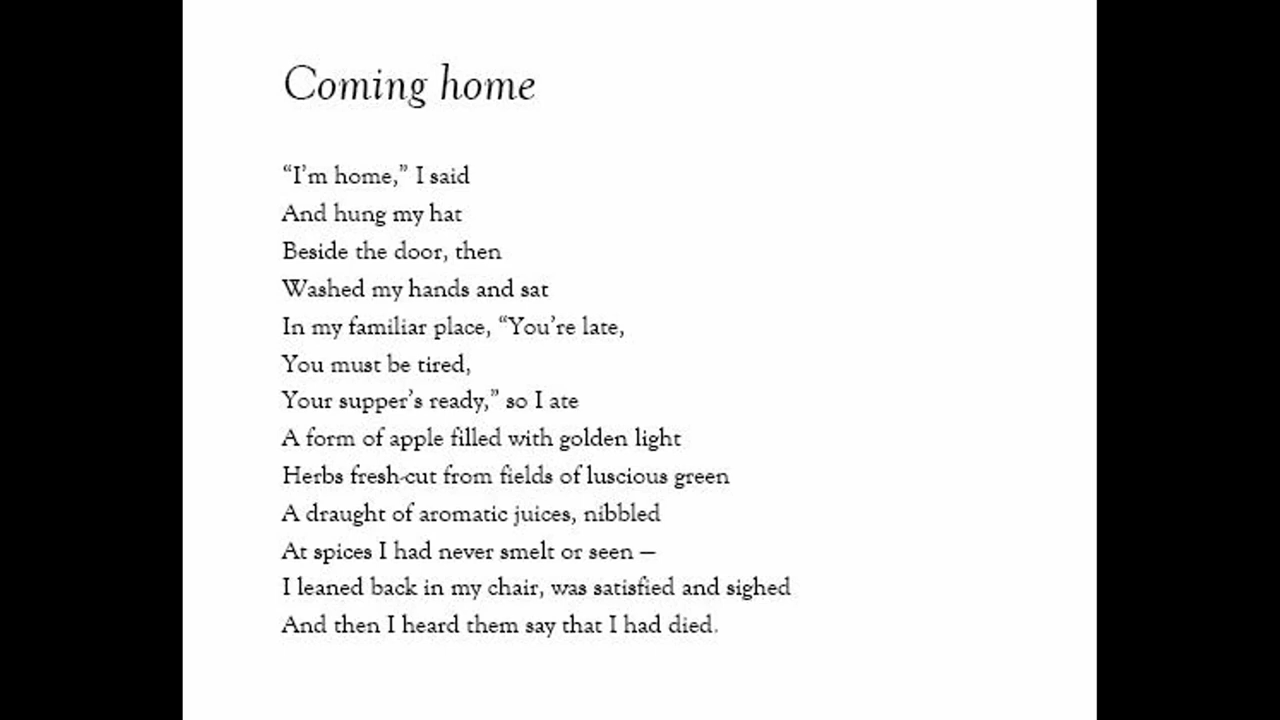 Coming home
“I’m home,” I said
And hung my hat
Beside the door, then
Washed my hands and sat
In my familiar place, “You’re late,
You must be tired,
Your supper’s ready,” so I ate
A form of apple filled with golden light
Herbs fresh-cut from fields of luscious green
A draught of aromatic juices, nibbled
At spices I had never smelt or seen –
I leaned back in my chair, was satisfied and sighed
And then I heard them say that I had died.